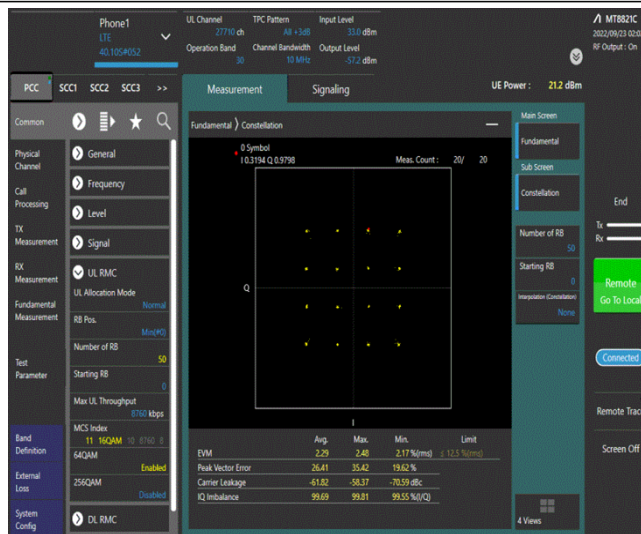 Phone1
LTE
40.10S#052
UL Channel
27710 ch
TPC Pattern
All +3dB
Input Level
33.0 dBm
Operation Band
30
Channel Bandwidth
10 MHz
Output Level
-57.2 dBm
MT8821C
2022/09/23 02:0
RF Output : On
PCC SCC1 SCC2 SCC3 >>
Measurement
Signaling
UE Power : 21.2 dBm
Common
Physical
Channel
Call
Processing
TX
Measurement
RX
Measurement
Fundamental
Measurement
Test
Parameter
Band
Definition
External
Loss
System
Config
General
Frequency
Level
Signal
UL RMC
UL Allocation Mode
Normal
RB Pos.
Min(#0)
Number of RB
50
Starting RB
0
Max UL Throughput
8760 kbps
MCS Index
11 16QAM 10 8760 8
64QAM
Enabled
256QAM
Disabled
DL RMC
Fundamental ⟩ Constellation
0 Symbol
I 0.3194 Q 0.9798
Meas. Count : 20/ 20
Q
I
Avg. Max. Min. Limit
EVM 2.29 2.48 2.17 %(rms) ≤ 12.5 %(rms)
Peak Vector Error 26.41 35.42 19.62 %
Carrier Leakage -61.82 -58.37 -70.59 dBc
IQ Imbalance 99.69 99.81 99.55 %(I/Q)
Main Screen
Fundamental
Sub Screen
Constellation
Number of RB
50
Starting RB
0
Interpolation (Constellation)
None
4 Views
End
Tx
Rx
Remote
Go To Local
Connected
Remote Trac
Screen Off